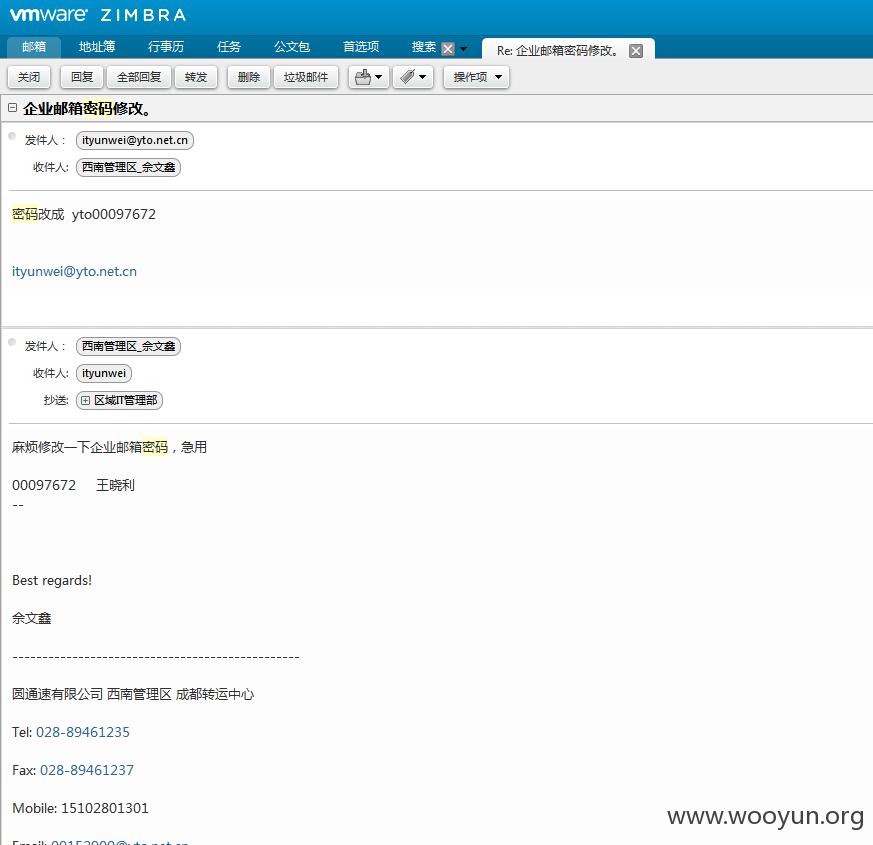 vmware ZIMBRA
邮箱 地址簿 行事历 任务 公文包 首选项 搜索 Re: 企业邮箱密码修改。
关闭 回复 全部回复 转发 删除 垃圾邮件 操作项
企业邮箱密码修改。
发件人： ityunwei@yto.net.cn
收件人: 西南管理区_余文鑫
密码改成 yto00097672
ityunwei@yto.net.cn
发件人： 西南管理区_余文鑫
收件人: ityunwei
抄送: 区域IT管理部
麻烦修改一下企业邮箱密码，急用
00097672 王晓利
--
Best regards!
余文鑫
------------------------------------------------
圆通速有限公司 西南管理区 成都转运中心
Tel: 028-89461235
Fax: 028-89461237
Mobile: 15102801301
www.wooyun.org